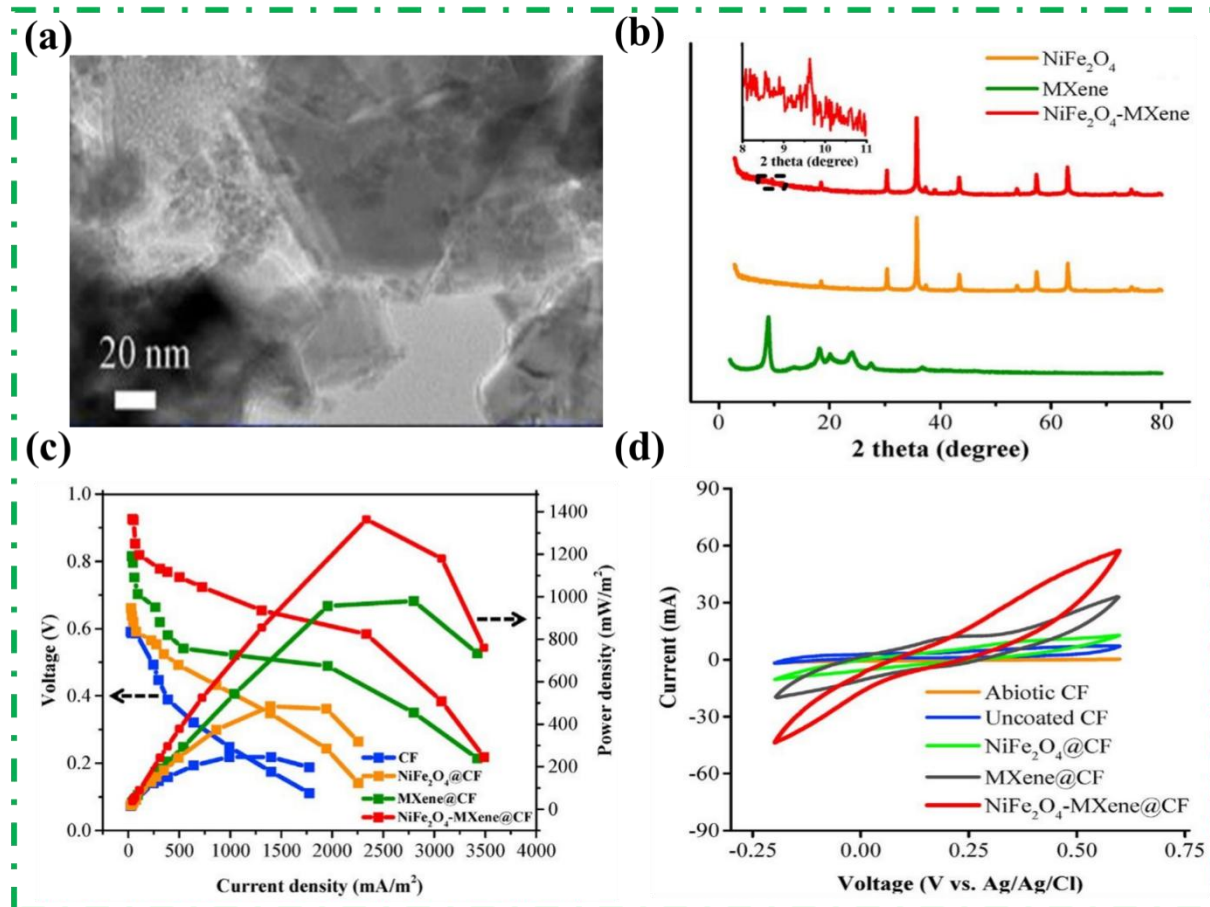 (a)
20 nm
(b)
NiFe₂O₄
MXene
NiFe₂O₄-MXene
8 9 10 11
2 theta (degree)
0 20 40 60 80
2 theta (degree)
(c)
1.0
0.8
0.6
0.4
0.2
0.0
Voltage (V)
1400
1200
1000
800
600
400
200
0
Power density (mW/m²)
CF
NiFe₂O₄@CF
MXene@CF
NiFe₂O₄-MXene@CF
0 500 1000 1500 2000 2500 3000 3500 4000
Current density (mA/m²)
(d)
90
60
30
0
-30
-60
-90
Current (mA)
Abiotic CF
Uncoated CF
NiFe₂O₄@CF
MXene@CF
NiFe₂O₄-MXene@CF
-0.25 0.00 0.25 0.50 0.75
Voltage (V vs. Ag/Ag/Cl)